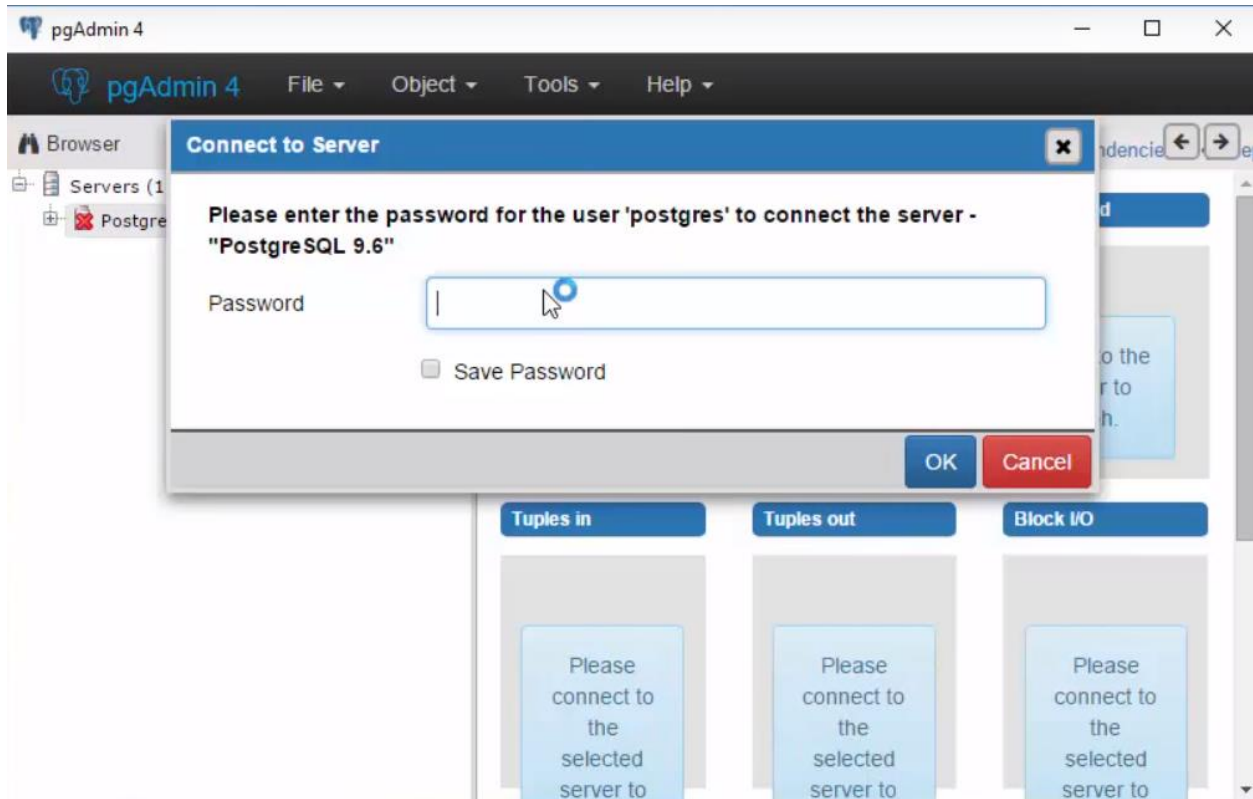 pgAdmin 4
pgAdmin 4 File Object Tools Help
Browser
Connect to Server
Servers (1
Postgre
Please enter the password for the user 'postgres' to connect the server -
"PostgreSQL 9.6"
Password
Save Password
OK Cancel
o the
r to
h.
Tuples in Tuples out Block I/O
Please
connect to
the
selected
server to
Please
connect to
the
selected
server to
Please
connect to
the
selected
server to